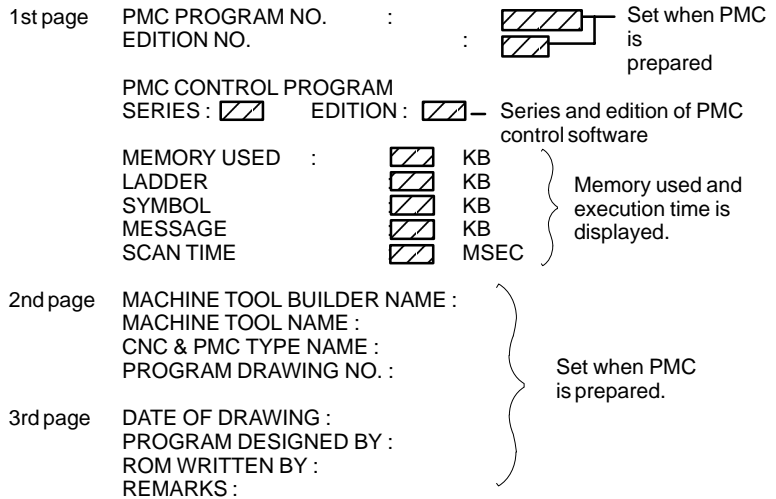 1st page PMC PROGRAM NO. : Set when PMC
EDITION NO. : is
prepared
PMC CONTROL PROGRAM
SERIES : EDITION : Series and edition of PMC
control software
MEMORY USED : KB
LADDER KB
SYMBOL KB
MESSAGE KB
SCAN TIME MSEC
Memory used and
execution time is
displayed.
2nd page MACHINE TOOL BUILDER NAME :
MACHINE TOOL NAME :
CNC & PMC TYPE NAME :
PROGRAM DRAWING NO. :
3rd page DATE OF DRAWING :
PROGRAM DESIGNED BY :
ROM WRITTEN BY :
REMARKS :
Set when PMC
is prepared.